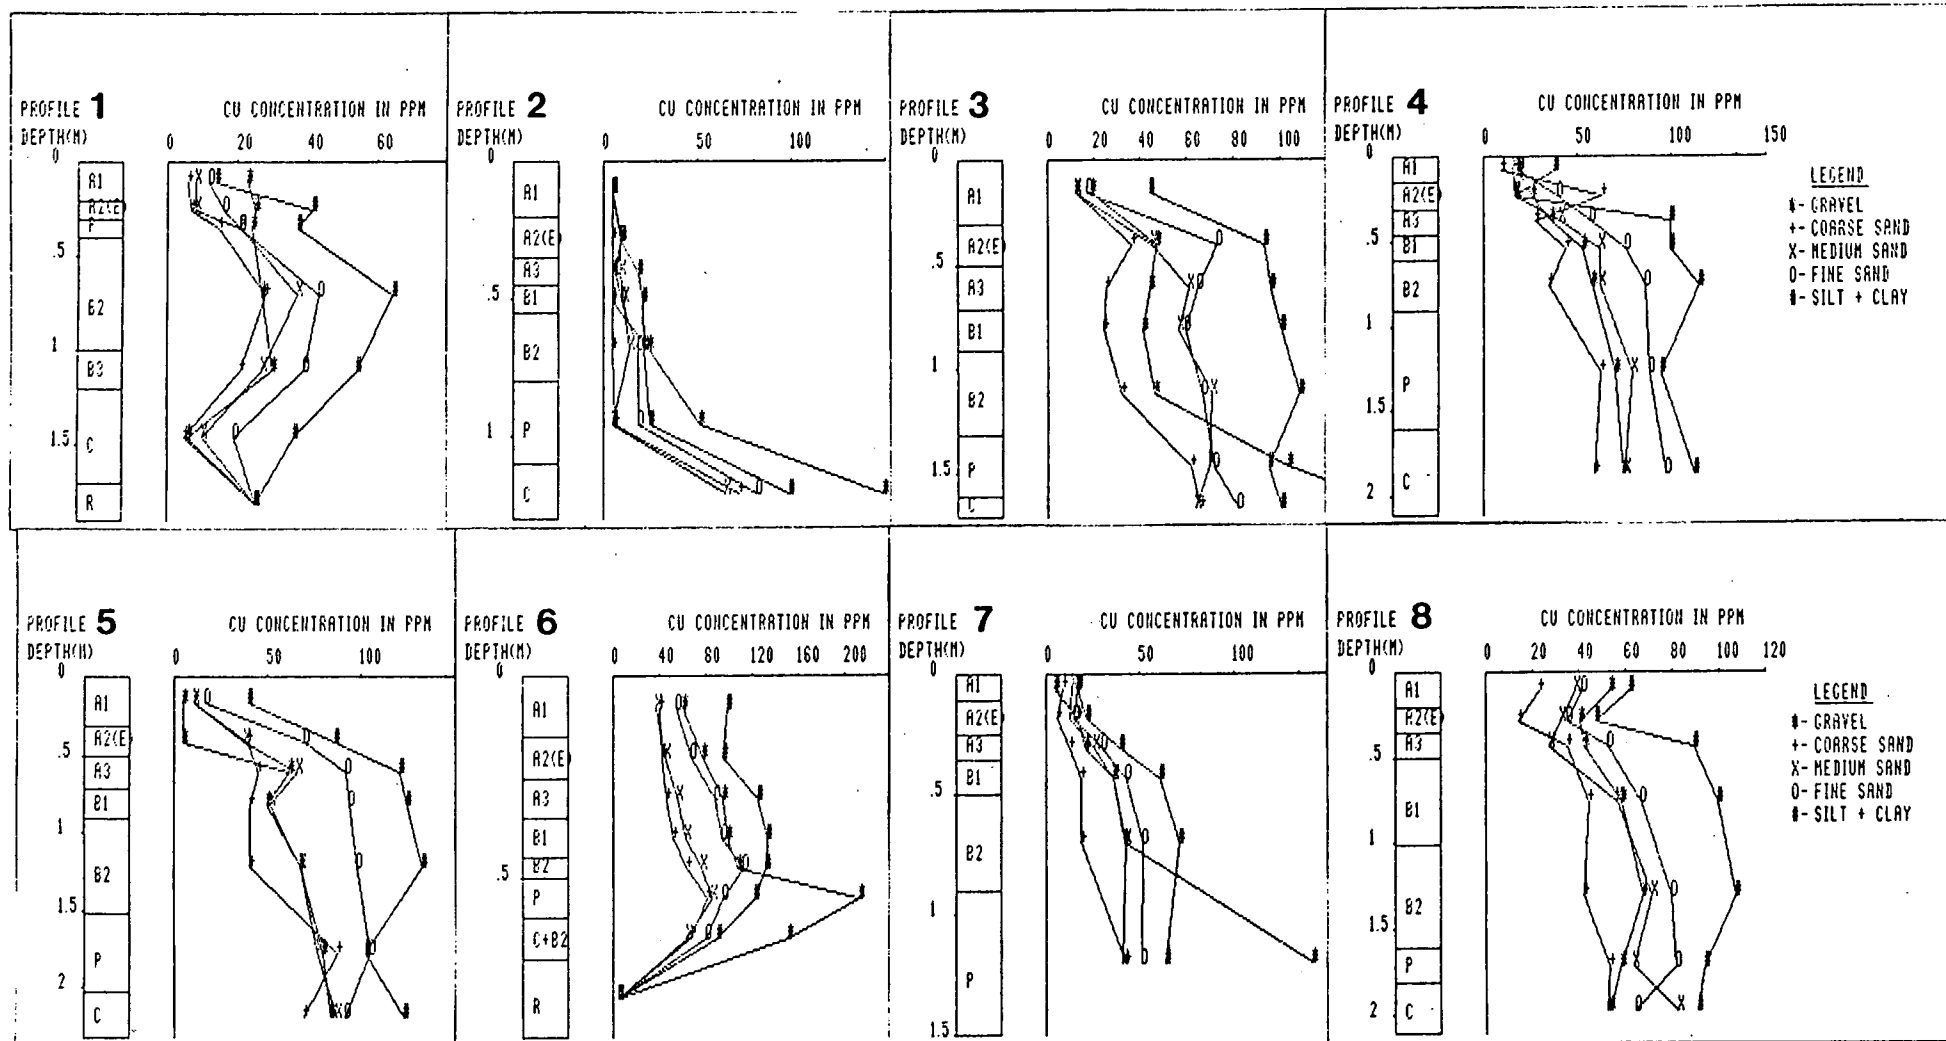 PROFILE 1
CU CONCENTRATION IN PPM
DEPTH(M)
0 20 40 60
0
A1
A2(E)
P
.5
B2
1
B3
C
1.5
R
PROFILE 2
CU CONCENTRATION IN PPM
DEPTH(M)
0 50 100
0
A1
A2(E)
A3
.5
B1
B2
1
P
C
PROFILE 3
CU CONCENTRATION IN PPM
DEPTH(M)
0 20 40 60 80 100
0
A1
A2(E)
.5
A3
B1
1
B2
1.5
P
C
PROFILE 4
CU CONCENTRATION IN PPM
DEPTH(M)
0 50 100 150
0
A1
A2(E)
A3
.5
B1
B2
1
P
1.5
C
2
LEGEND
#- GRAVEL
+- COARSE SAND
X- MEDIUM SAND
O- FINE SAND
#- SILT + CLAY
PROFILE 5
CU CONCENTRATION IN PPM
DEPTH(M)
0 50 100
0
A1
A2(E)
.5
A3
B1
1
B2
1.5
P
2
C
PROFILE 6
CU CONCENTRATION IN PPM
DEPTH(M)
0 40 80 120 160 200
0
A1
A2(E)
A3
B1
B2
.5
P
C+B2
R
PROFILE 7
CU CONCENTRATION IN PPM
DEPTH(M)
0 50 100
0
A1
A2(E)
A3
B1
.5
B2
1
P
1.5
PROFILE 8
CU CONCENTRATION IN PPM
DEPTH(M)
0 20 40 60 80 100 120
0
A1
A2(E)
A3
.5
B1
1
B2
1.5
P
2
C
LEGEND
#- GRAVEL
+- COARSE SAND
X- MEDIUM SAND
O- FINE SAND
#- SILT + CLAY